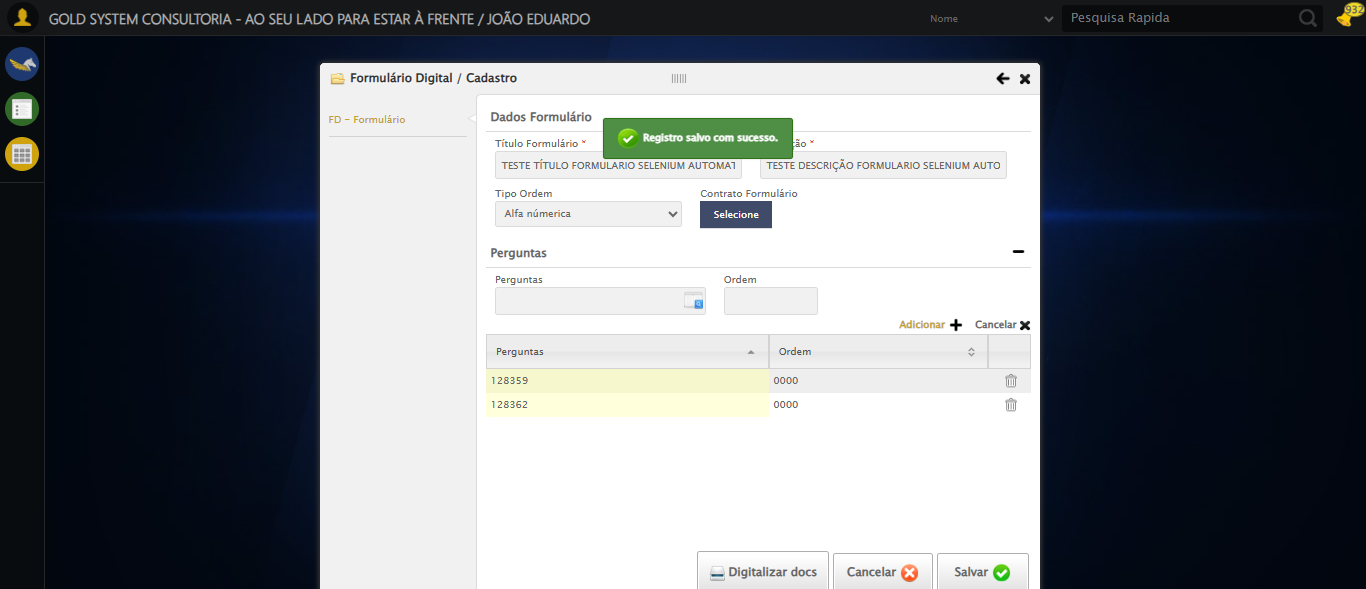 GOLD SYSTEM CONSULTORIA - AO SEU LADO PARA ESTAR À FRENTE / JOÃO EDUARDO
Nome
Pesquisa Rapida
932
Formulário Digital / Cadastro
FD - Formulário
Dados Formulário
Registro salvo com sucesso.
Título Formulário *
ão *
TESTE TÍTULO FORMULARIO SELENIUM AUTOMAT
TESTE DESCRIÇÃO FORMULARIO SELENIUM AUTO
Tipo Ordem
Contrato Formulário
Alfa númerica
Selecione
Perguntas
Perguntas
Ordem
Adicionar
Cancelar
Perguntas
Ordem
128359
0000
128362
0000
Digitalizar docs
Cancelar
Salvar